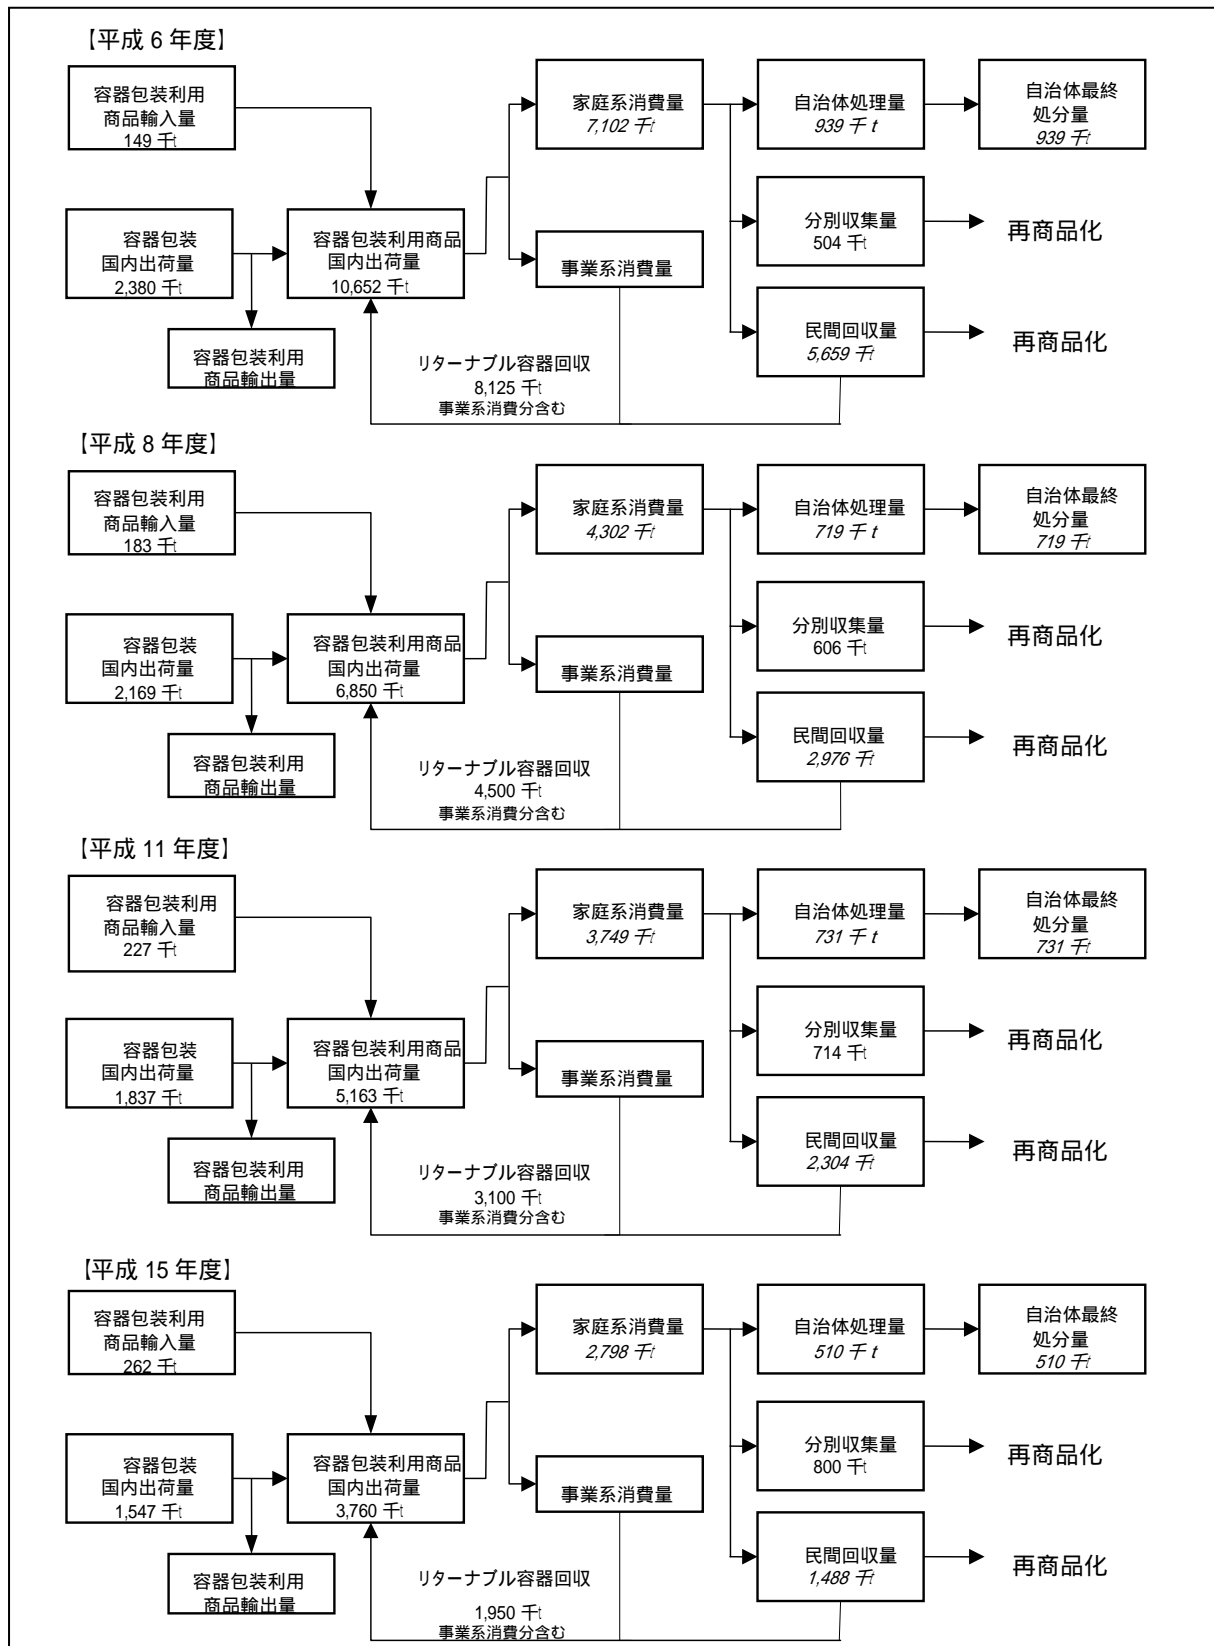 【平成 6 年度】
容器包装利用
商品輸入量
149 千t
家庭系消費量
7,102 千t
自治体処理量
939 千 t
自治体最終
処分量
939 千t
容器包装
国内出荷量
2,380 千t
容器包装利用商品
国内出荷量
10,652 千t
事業系消費量
分別収集量
504 千t
再商品化
容器包装利用
商品輸出量
リターナブル容器回収
8,125 千t
事業系消費分含む
民間回収量
5,659 千t
再商品化
【平成 8 年度】
容器包装利用
商品輸入量
183 千t
家庭系消費量
4,302 千t
自治体処理量
719 千 t
自治体最終
処分量
719 千t
容器包装
国内出荷量
2,169 千t
容器包装利用商品
国内出荷量
6,850 千t
事業系消費量
分別収集量
606 千t
再商品化
容器包装利用
商品輸出量
リターナブル容器回収
4,500 千t
事業系消費分含む
民間回収量
2,976 千t
再商品化
【平成 11 年度】
容器包装利用
商品輸入量
227 千t
家庭系消費量
3,749 千t
自治体処理量
731 千 t
自治体最終
処分量
731 千t
容器包装
国内出荷量
1,837 千t
容器包装利用商品
国内出荷量
5,163 千t
事業系消費量
分別収集量
714 千t
再商品化
容器包装利用
商品輸出量
リターナブル容器回収
3,100 千t
事業系消費分含む
民間回収量
2,304 千t
再商品化
【平成 15 年度】
容器包装利用
商品輸入量
262 千t
家庭系消費量
2,798 千t
自治体処理量
510 千 t
自治体最終
処分量
510 千t
容器包装
国内出荷量
1,547 千t
容器包装利用商品
国内出荷量
3,760 千t
事業系消費量
分別収集量
800 千t
再商品化
容器包装利用
商品輸出量
リターナブル容器回収
1,950 千t
事業系消費分含む
民間回収量
1,488 千t
再商品化